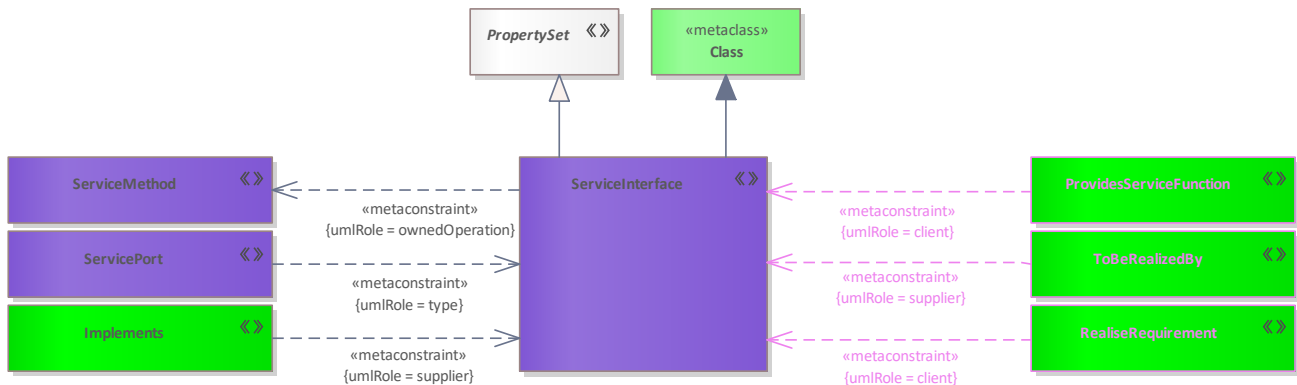 PropertySet «»
«metaclass»
Class
ServiceMethod «»
ServiceInterface «»
ProvidesServiceFunction «»
«metaconstraint»
{umlRole = ownedOperation}
«metaconstraint»
{umlRole = client}
ServicePort «»
ToBeRealizedBy «»
«metaconstraint»
{umlRole = type}
«metaconstraint»
{umlRole = supplier}
Implements «»
RealiseRequirement «»
«metaconstraint»
{umlRole = supplier}
«metaconstraint»
{umlRole = client}